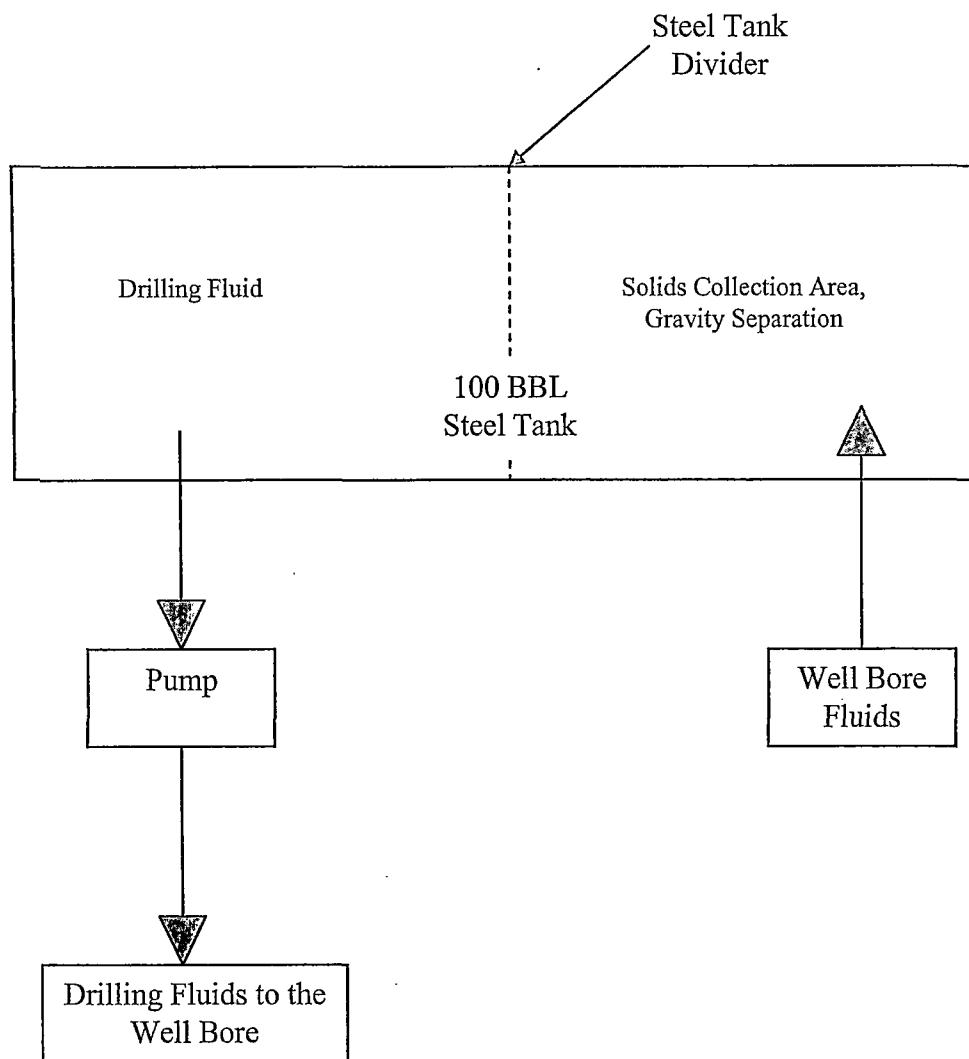 Steel Tank
Divider
Drilling Fluid
Solids Collection Area,
Gravity Separation
100 BBL
Steel Tank
Pump
Well Bore
Fluids
Drilling Fluids to the
Well Bore